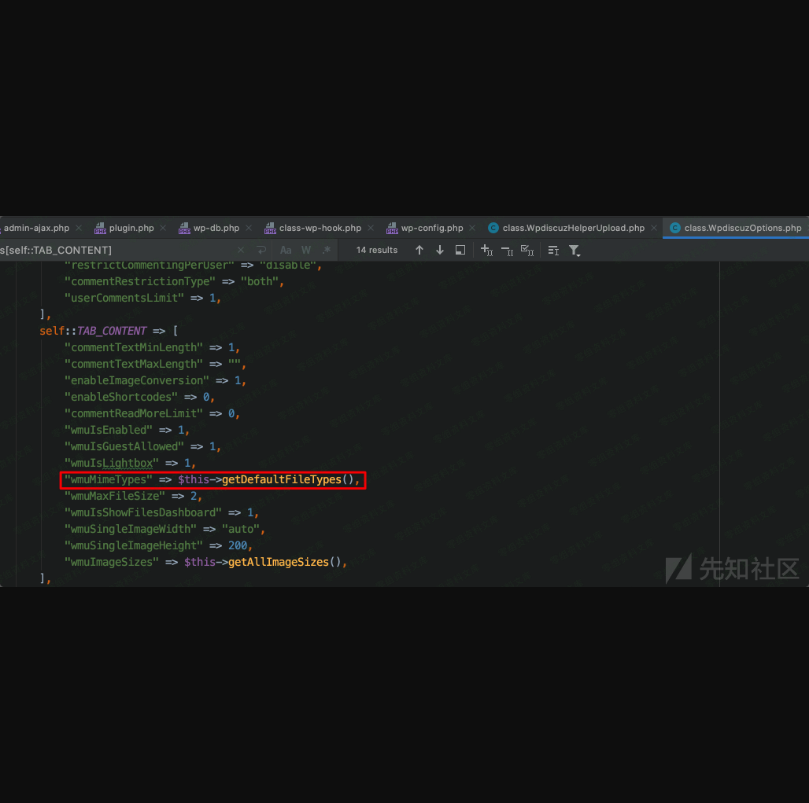 admin-ajax.php × plugin.php × wp-db.php × class-wp-hook.php × wp-config.php × class.WpdiscuzHelperUpload.php × class.WpdiscuzOptions.php
s[self::TAB_CONTENT] × Aa W .* 14 results
"restrictCommentingPerUser" => "disable",
"commentRestrictionType" => "both",
"userCommentsLimit" => 1,
],
self::TAB_CONTENT => [
"commentTextMinLength" => 1,
"commentTextMaxLength" => "",
"enableImageConversion" => 1,
"enableShortcodes" => 0,
"commentReadMoreLimit" => 0,
"wmuIsEnabled" => 1,
"wmuIsGuestAllowed" => 1,
"wmuIsLightbox" => 1,
"wmuMimeTypes" => $this->getDefaultFileTypes(),
"wmuMaxFileSize" => 2,
"wmuIsShowFilesDashboard" => 1,
"wmuSingleImageWidth" => "auto",
"wmuSingleImageHeight" => 200,
"wmuImageSizes" => $this->getAllImageSizes(),
],
先知社区